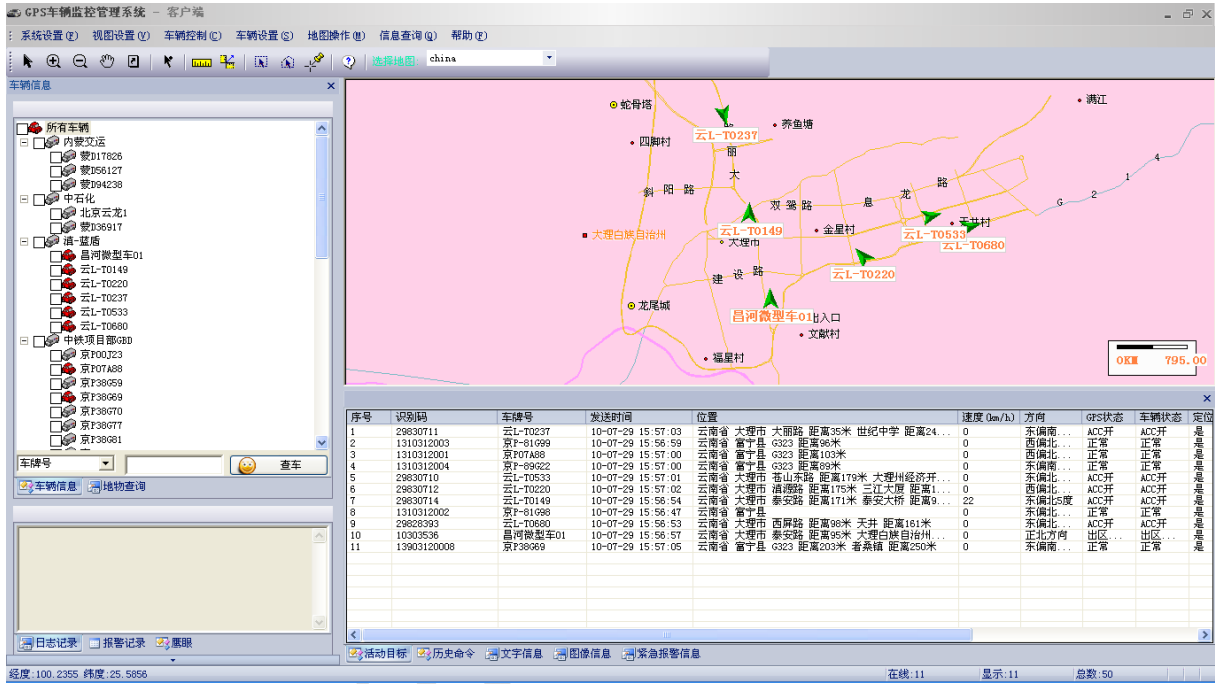 GPS车辆监控管理系统 - 客户端
系统设置(F) 视图设置(V) 车辆控制(C) 车辆设置(S) 地图操作(M) 信息查询(Q) 帮助(F)
选择地图 china
车辆信息
所有车辆
内蒙交运
蒙D17826
蒙D56127
蒙D94238
中石化
北京云龙1
蒙D36917
滇-蓝盾
昌河微型车01
云L-T0149
云L-T0220
云L-T0237
云L-T0533
云L-T0680
中铁项目部GBD
京P00J23
京P07A88
京P38G59
京P38G69
京P38G70
京P38G77
京P38G81
车牌号 查车
车辆信息 地物查询
日志记录 报警记录 鹰眼
蛇骨塔
满江
云L-T0237
养鱼塘
四脚村
丽
大
4
1
斜 阳 路
路
龙
2
G
双 鸳 路
息
云L-T0149
金星村
天井村
云L-T0533
大理白族自治州
大理市
云L-T0680
建 设 路
云L-T0220
龙尾城
昌河微型车01
出入口
文献村
福星村
0KM 795.00
序号 识别码 车牌号 发送时间 位置 速度(km/h) 方向 GPS状态 车辆状态 定位
1 29830711 云L-T0237 10-07-29 15:57:03 云南省 大理市 大丽路 距离35米 世纪中学 距离24... 0 东偏南... ACC开 ACC开 是
2 1310312003 京P-81G99 10-07-29 15:56:59 云南省 富宁县 G323 距离96米 0 西偏北... 正常 正常 是
3 1310312001 京P07A88 10-07-29 15:57:00 云南省 富宁县 G323 距离103米 0 西偏北... 正常 正常 是
4 1310312004 京P-89G22 10-07-29 15:57:00 云南省 富宁县 G323 距离89米 0 东偏南... 正常 正常 是
5 29830710 云L-T0533 10-07-29 15:57:01 云南省 大理市 苍山东路 距离179米 大理州经济开... 0 东偏北... ACC开 ACC开 是
6 29830712 云L-T0220 10-07-29 15:57:02 云南省 大理市 滇源路 距离175米 三江大厦 距离1... 0 西偏北... ACC开 ACC开 是
7 29830714 云L-T0149 10-07-29 15:56:54 云南省 大理市 泰安路 距离171米 泰安大桥 距离9... 22 东偏北5度 ACC开 ACC开 是
8 1310312002 京P-81G98 10-07-29 15:56:47 云南省 富宁县 0 东偏北... 正常 正常 是
9 29828393 云L-T0680 10-07-29 15:56:53 云南省 大理市 西屏路 距离98米 天井 距离161米 0 东偏北... ACC开 ACC开 是
10 10303536 昌河微型车01 10-07-29 15:56:57 云南省 大理市 泰安路 距离95米 大理白族自治州... 0 正北方向 出区... 出区... 是
11 13903120008 京P38G69 10-07-29 15:57:05 云南省 富宁县 G323 距离203米 者桑镇 距离250米 0 东偏南... 正常 正常 是
活动目标 历史命令 文字信息 图像信息 紧急报警信息
经度:100.2355 纬度:25.5856 在线:11 显示:11 总数:50